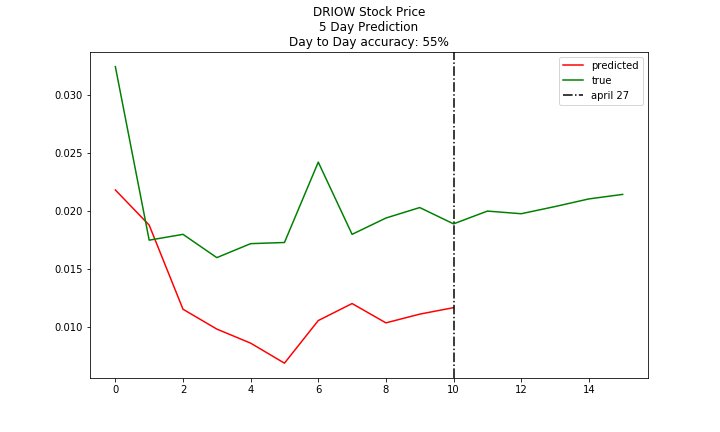 DRIOW Stock Price
5 Day Prediction
Day to Day accuracy: 55%
predicted
true
april 27
0.030
0.025
0.020
0.015
0.010
0 2 4 6 8 10 12 14